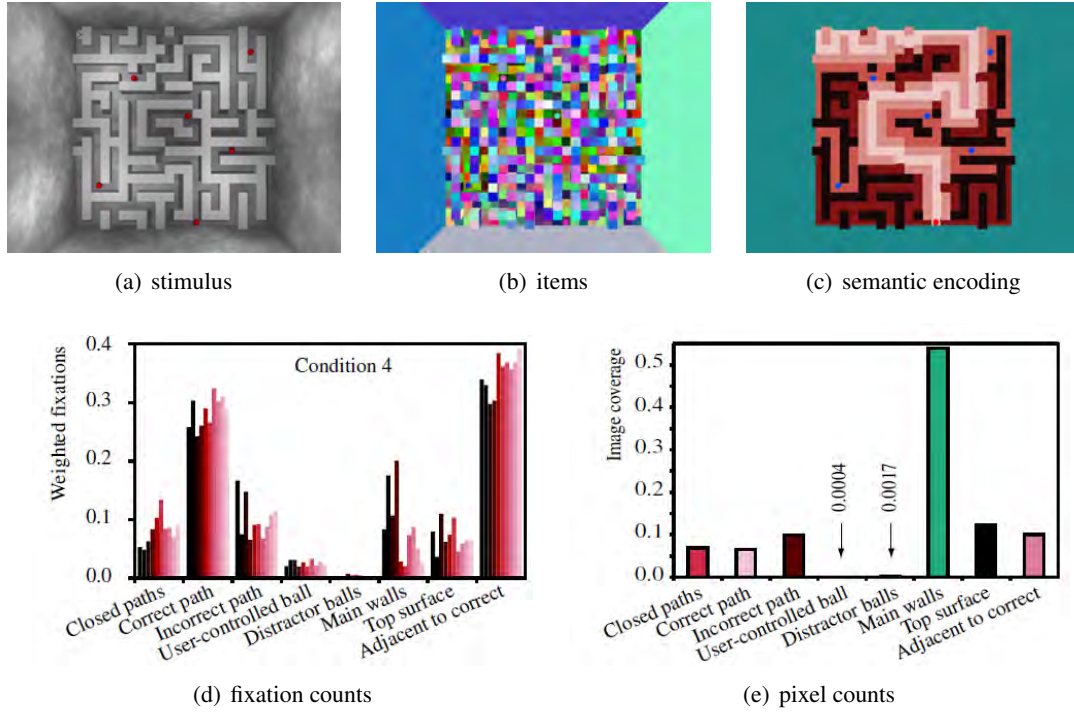 (a) stimulus
(b) items
(c) semantic encoding
Weighted fixations
0.4
0.3
0.2
0.1
0.0
Condition 4
Closed paths
Correct path
Incorrect path
User-controlled ball
Distractor balls
Main walls
Top surface
Adjacent to correct
(d) fixation counts
Image coverage
0.5
0.4
0.3
0.2
0.1
0.0
0.0004
0.0017
Closed paths
Correct path
Incorrect path
User-controlled ball
Distractor balls
Main walls
Top surface
Adjacent to correct
(e) pixel counts